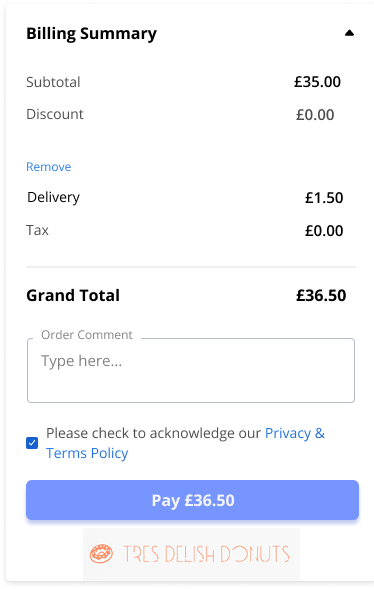 Billing Summary
Subtotal £35.00
Discount £0.00
Remove
Delivery £1.50
Tax £0.00
Grand Total £36.50
Order Comment
Type here...
Please check to acknowledge our Privacy &
Terms Policy
Pay £36.50
TRES DELISH DONUTS